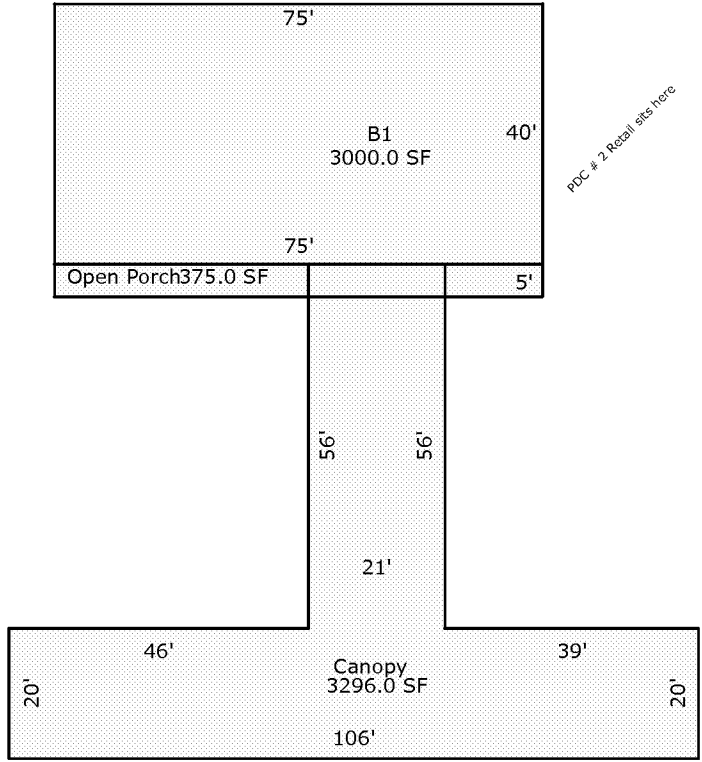 75'
B1
3000.0 SF
40'
PDC # 2 Retail sits here
75'
Open Porch375.0 SF
5'
56'
56'
21'
46'
39'
Canopy
3296.0 SF
20'
20'
106'